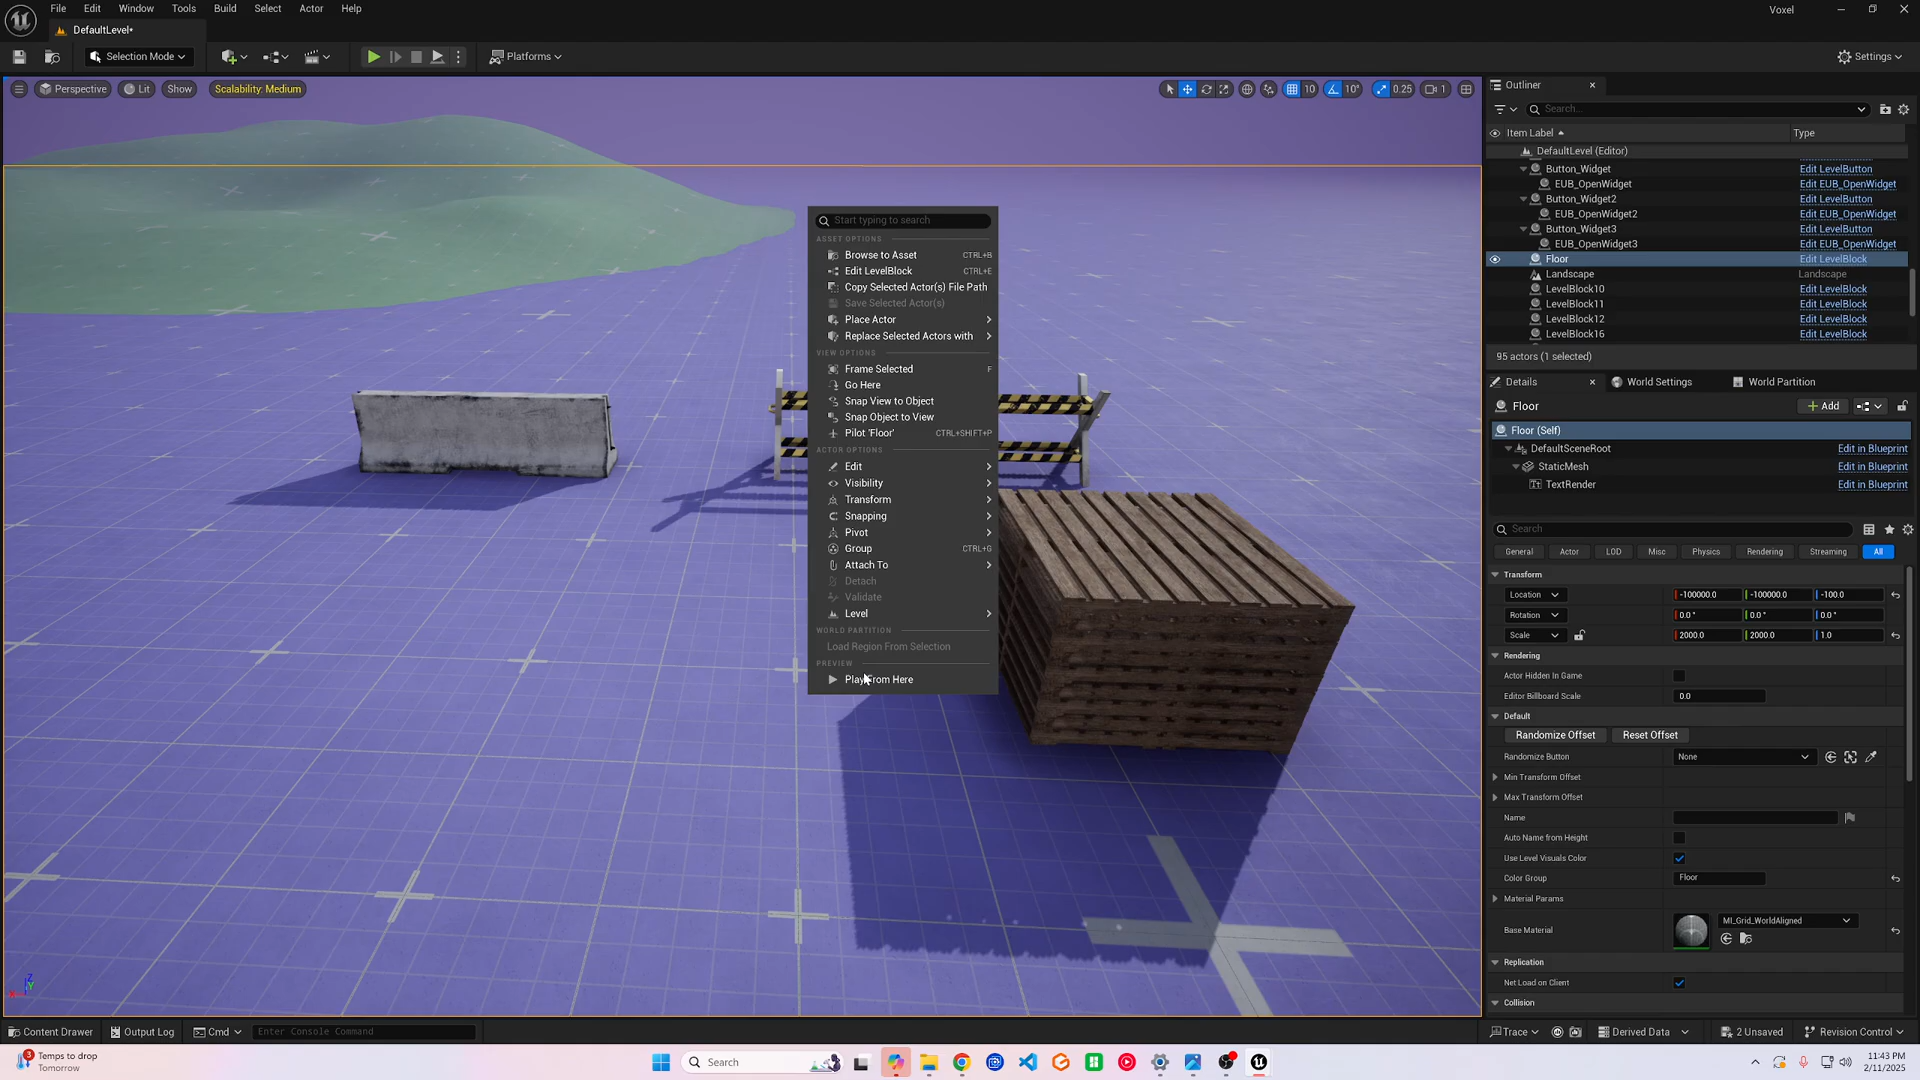 File Edit Window Tools Build Select Actor Help
Voxel
DefaultLevel*
Selection Mode
Platforms
Settings
Perspective Lit Show Scalability: Medium
10 10° 0.25 1
Outliner
Search...
Item Label Type
DefaultLevel (Editor)
Button_Widget Edit LevelButton
EUB_OpenWidget Edit EUB_OpenWidget
Button_Widget2 Edit LevelButton
EUB_OpenWidget2 Edit EUB_OpenWidget
Button_Widget3 Edit LevelButton
EUB_OpenWidget3 Edit EUB_OpenWidget
Floor Edit LevelBlock
Landscape Landscape
LevelBlock10 Edit LevelBlock
LevelBlock11 Edit LevelBlock
LevelBlock12 Edit LevelBlock
LevelBlock16 Edit LevelBlock
95 actors (1 selected)
Start typing to search
ASSET OPTIONS
Browse to Asset CTRL+B
Edit LevelBlock CTRL+E
Copy Selected Actor(s) File Path
Save Selected Actor(s)
Place Actor
Replace Selected Actors with
VIEW OPTIONS
Frame Selected F
Go Here
Snap View to Object
Snap Object to View
Pilot 'Floor' CTRL+SHIFT+P
ACTOR OPTIONS
Edit
Visibility
Transform
Snapping
Pivot
Group CTRL+G
Attach To
Detach
Validate
Level
WORLD PARTITION
Load Region From Selection
PREVIEW
Play From Here
Details World Settings World Partition
Floor Add
Floor (Self)
DefaultSceneRoot Edit in Blueprint
StaticMesh Edit in Blueprint
TextRender Edit in Blueprint
Search
General Actor LOD Misc Physics Rendering Streaming All
Transform
Location -100000.0 -100000.0 -100.0
Rotation 0.0 ° 0.0 ° 0.0 °
Scale 2000.0 2000.0 1.0
Rendering
Actor Hidden In Game
Editor Billboard Scale 0.0
Default
Randomize Offset Reset Offset
Randomize Button None
Min Transform Offset
Max Transform Offset
Name
Auto Name from Height
Use Level Visuals Color
Color Group Floor
Material Params
Base Material MI_Grid_WorldAligned
Replication
Net Load on Client
Collision
Z
Y
X
Content Drawer Output Log Cmd Enter Console Command
Trace Derived Data 2 Unsaved Revision Control
3 Temps to drop
Tomorrow
Search
11:43 PM
2/11/2025